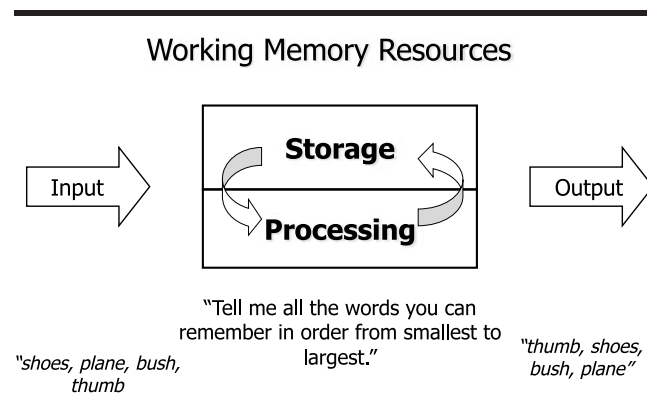 Working Memory Resources
Storage
Input
Output
Processing
“Tell me all the words you can
remember in order from smallest to
largest.”
“shoes, plane, bush,
thumb
“thumb, shoes,
bush, plane”